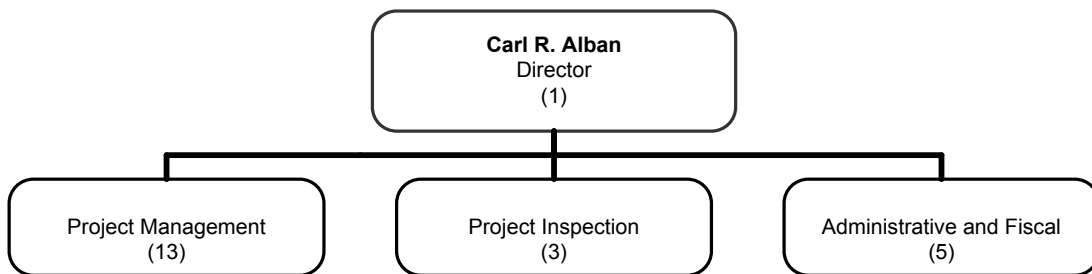 Carl R. Alban
Director
(1)
Project Management
(13)
Project Inspection
(3)
Administrative and Fiscal
(5)